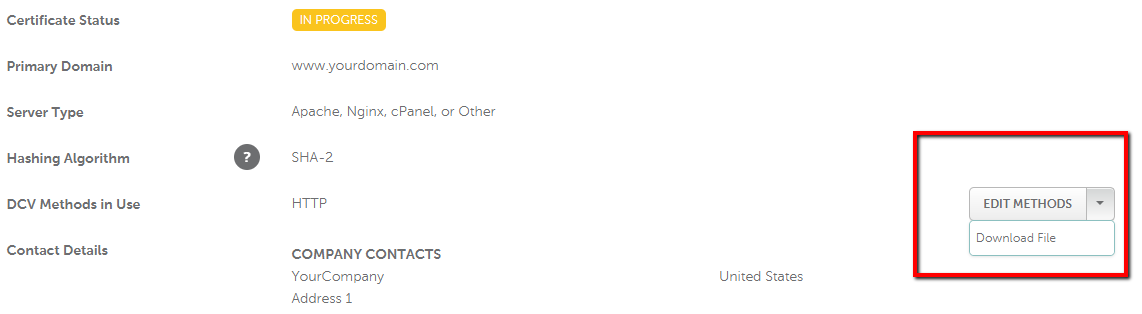 Certificate Status
IN PROGRESS
Primary Domain
www.yourdomain.com
Server Type
Apache, Nginx, cPanel, or Other
Hashing Algorithm
?
SHA-2
DCV Methods in Use
HTTP
EDIT METHODS
Download File
Contact Details
COMPANY CONTACTS
YourCompany
United States
Address 1